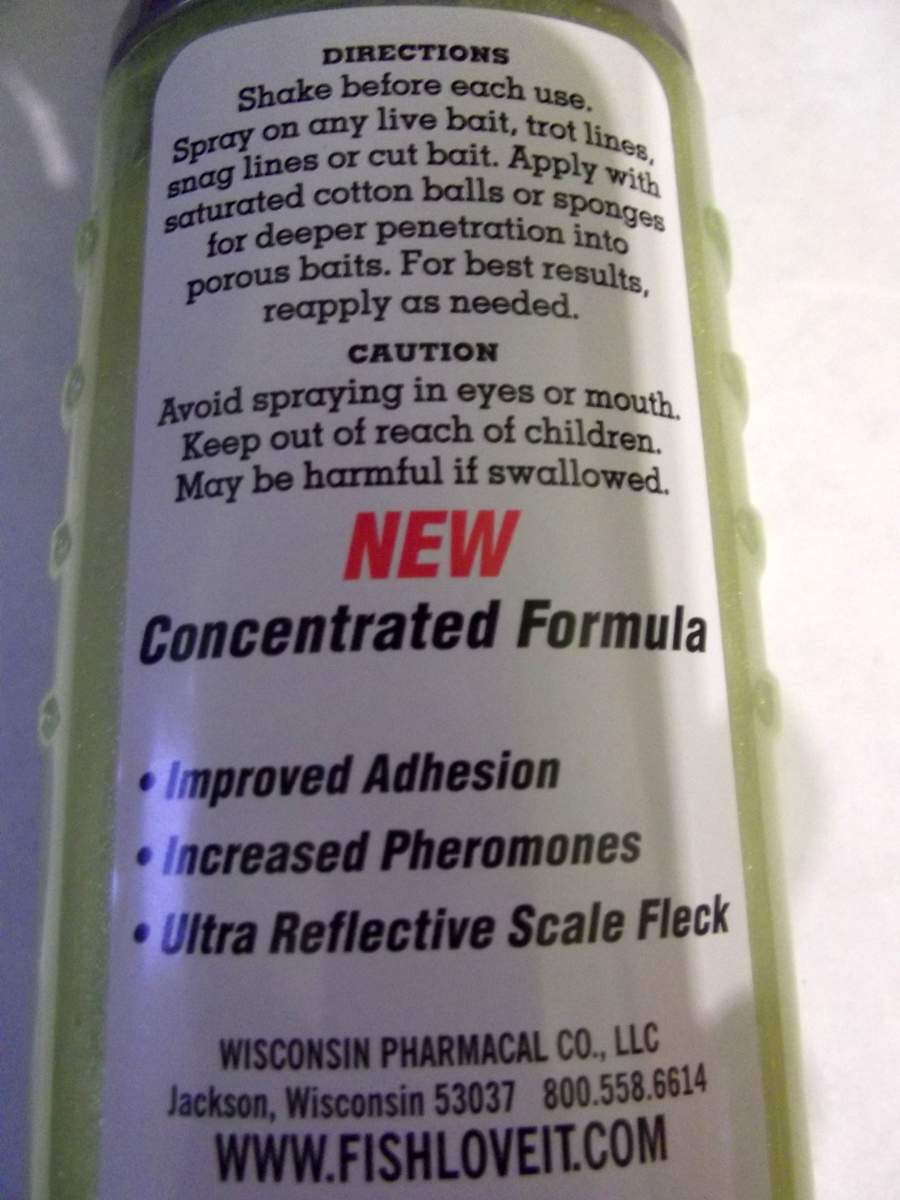 DIRECTIONS
Shake before each use.
Spray on any live bait, trot lines,
snag lines or cut bait. Apply with
saturated cotton balls or sponges
for deeper penetration into
porous baits. For best results,
reapply as needed.
CAUTION
Avoid spraying in eyes or mouth.
Keep out of reach of children.
May be harmful if swallowed.
NEW
Concentrated Formula
• Improved Adhesion
• Increased Pheromones
• Ultra Reflective Scale Fleck
WISCONSIN PHARMACAL CO., LLC
Jackson, Wisconsin 53037 800.558.6614
WWW.FISHLOVEIT.COM